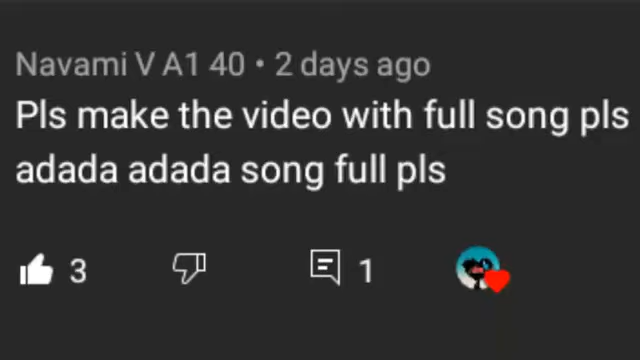 Navami V A1 40 • 2 days ago
Pls make the video with full song pls
adada adada song full pls
3 1